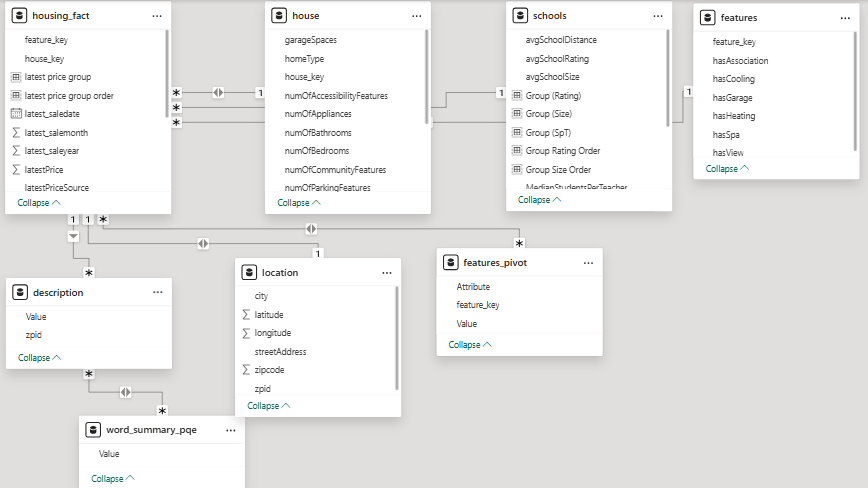 housing_fact
feature_key
house_key
latest price group
latest price group order
latest_saledate
latest_salemonth
latest_saleyear
latestPrice
latestPriceSource
Collapse
house
garageSpaces
homeType
house_key
numOfAccessibilityFeatures
numOfAppliances
numOfBathrooms
numOfBedrooms
numOfCommunityFeatures
numOfParkingFeatures
Collapse
schools
avgSchoolDistance
avgSchoolRating
avgSchoolSize
Group (Rating)
Group (Size)
Group (SpT)
Group Rating Order
Group Size Order
MedianStudentsPerTeacher
Collapse
features
feature_key
hasAssociation
hasCooling
hasGarage
hasHeating
hasSpa
hasView
Collapse
* 1
*
* 1
1
1 1 *
* 1 *
description
Value
zpid
Collapse
location
city
latitude
longitude
streetAddress
zipcode
zpid
Collapse
features_pivot
Attribute
feature_key
Value
Collapse
*
*
word_summary_pqe
Value
Collapse